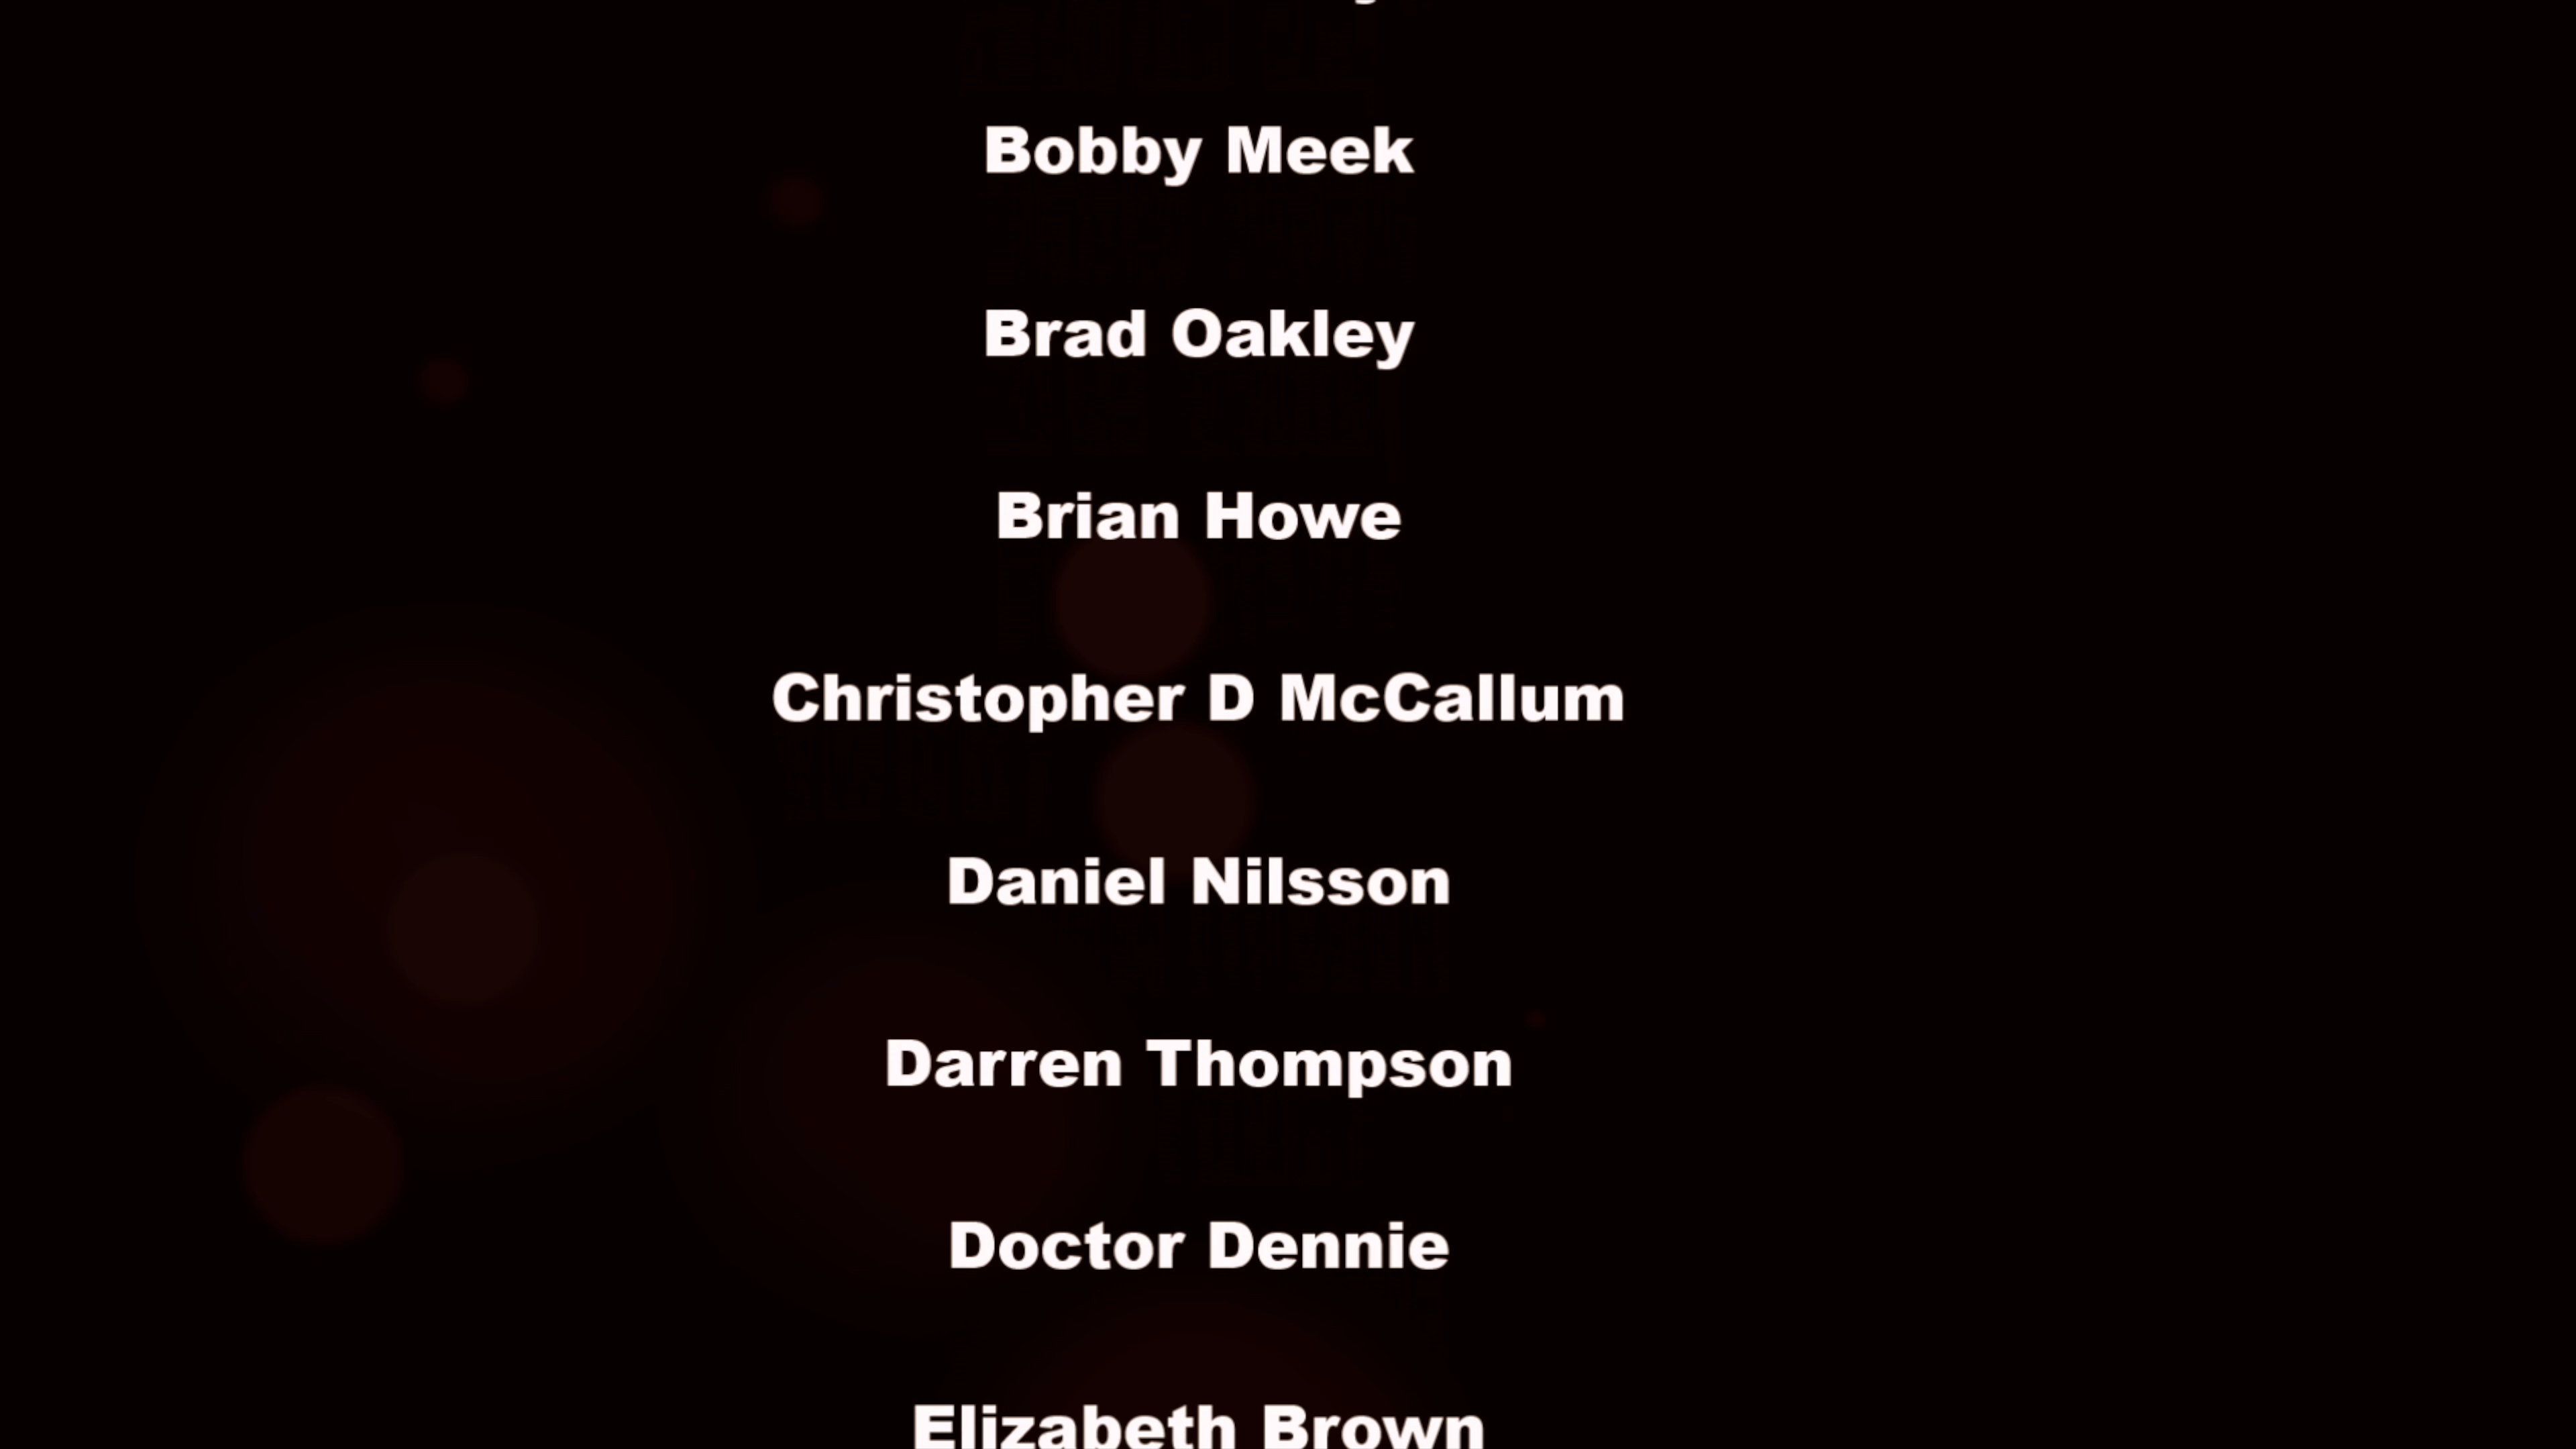 Bobby Meek
Brad Oakley
Brian Howe
Christopher D McCallum
Daniel Nilsson
Darren Thompson
Doctor Dennie
Elizabeth Brown